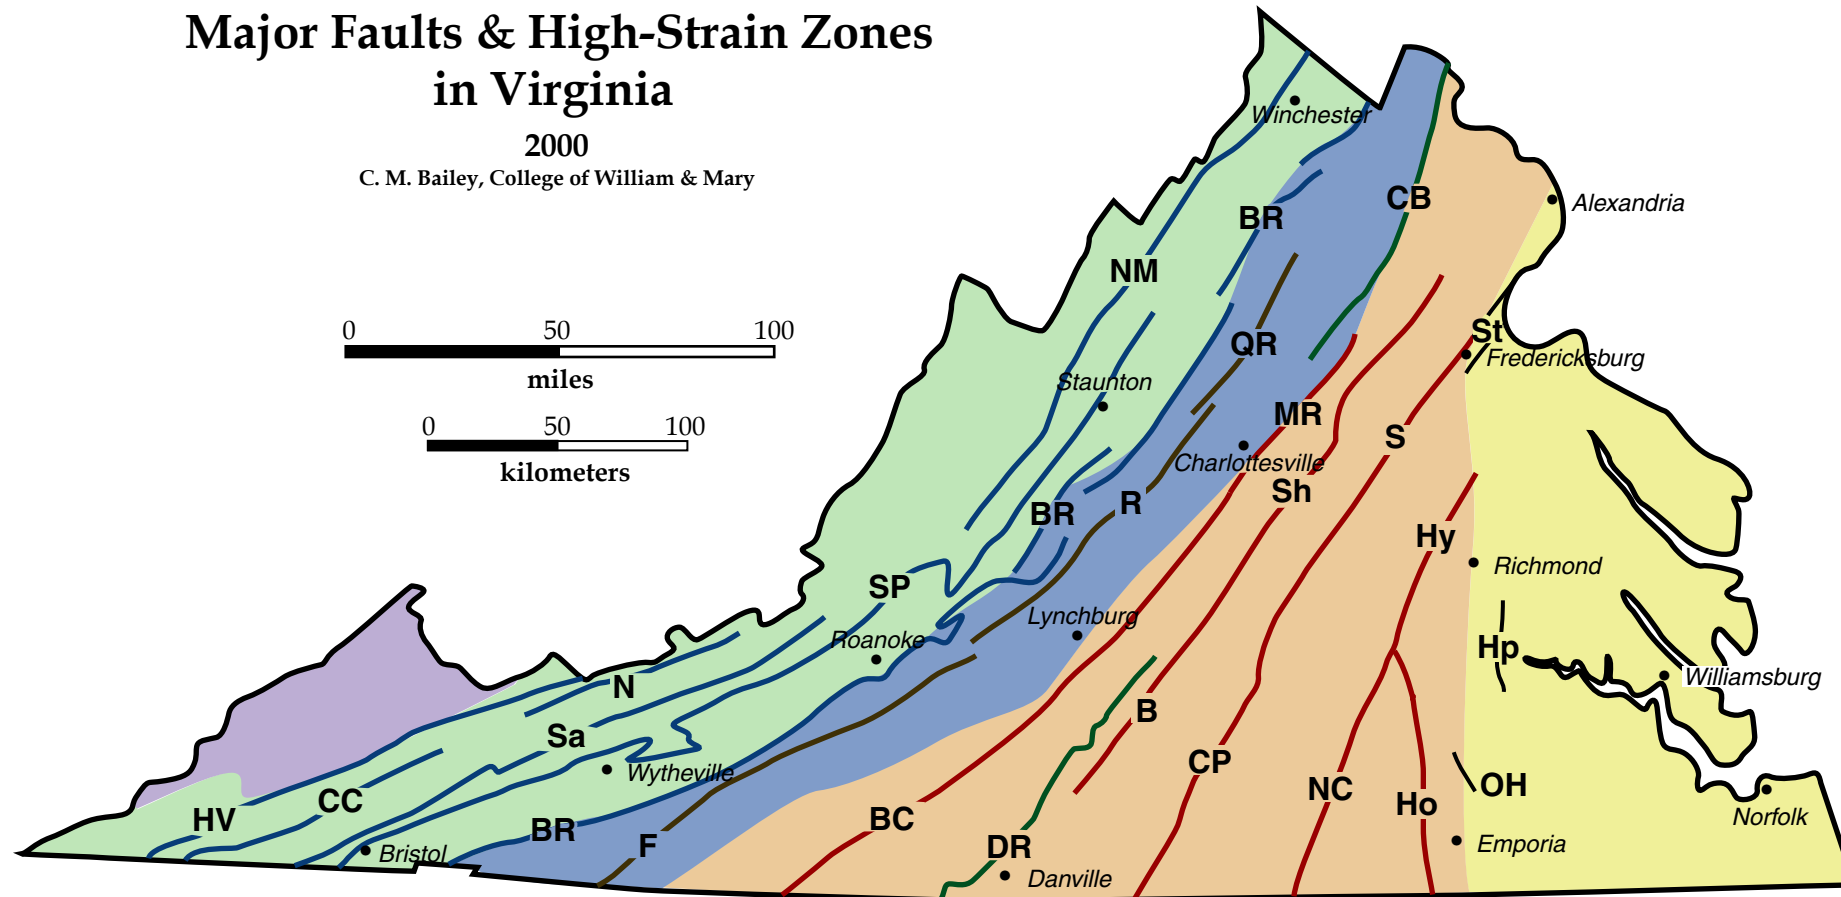 Major Faults & High-Strain Zones
in Virginia
2000
C. M. Bailey, College of William & Mary
Winchester
CB
Alexandria
BR
NM
0 50 100
miles
St
QR
Fredericksburg
Staunton
0 50 100
kilometers
MR
S
Charlottesville
Sh
R
BR
Hy
Richmond
SP
Lynchburg
Roanoke
Hp
Williamsburg
N
B
Sa
CP
Wytheville
OH
NC
CC
Ho
HV
BC
Norfolk
BR
F
DR
Emporia
Bristol
Danville